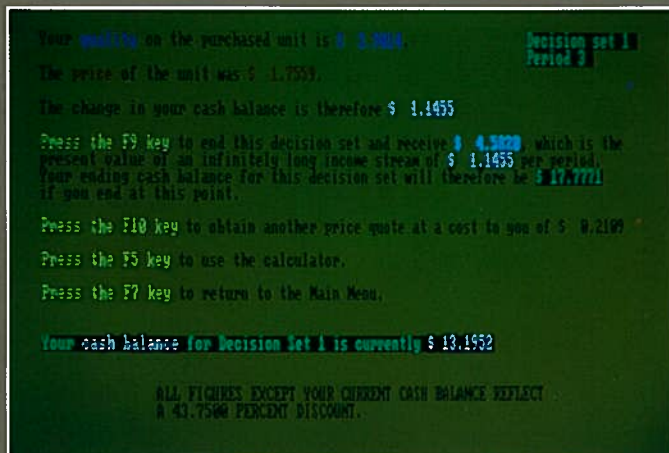 Your on the purchased unit is $
Decision set 1
Period 3
The price of the unit was $ 1.7559.
The change in your cash balance is therefore $ 1.1455
Press the F9 key to end this decision set and receive $ 4.5820, which is the
present value of an infinitely long income stream of $ 1.1455 per period.
Your ending cash balance for this decision set will therefore be $ 17.7771
if you end at this point.
Press the F10 key to obtain another price quote at a cost to you of $ 0.2109
Press the F5 key to use the calculator.
Press the F7 key to return to the Main Menu.
Your cash balance for Decision Set 1 is currently $ 13.1952
ALL FIGURES EXCEPT YOUR CURRENT CASH BALANCE REFLECT
A 43.7500 PERCENT DISCOUNT.